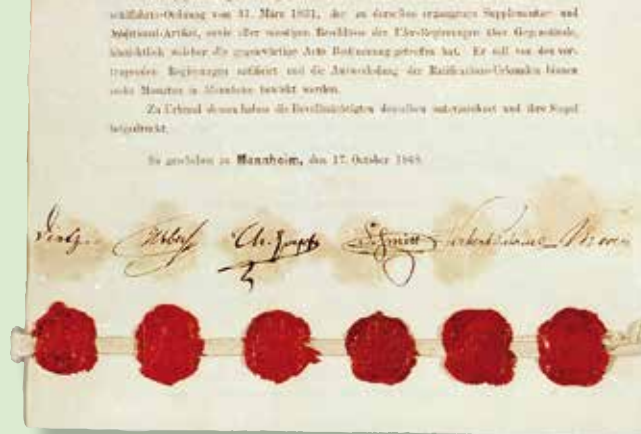 schiffahrts-Ordnung vom 31. März 1831, der zu derselben ergangenen Supplementar- und
Additional-Artikel, sowie aller sonstigen Beschlüsse der Ufer-Regierungen über Gegenstände,
hinsichtlich welcher die gegenwärtige Acte Bestimmung getroffen hat. Er soll von den ver-
tragenden Regierungen ratificirt und die Auswechslung der Ratifications-Urkunden binnen
sechs Monaten in Mannheim bewirkt werden.
Zu Urkund dessen haben die Bevollmächtigten denselben unterzeichnet und ihre Siegel
beigedrückt.
So geschehen zu Mannheim, den 17. October 1868.
Schmitt